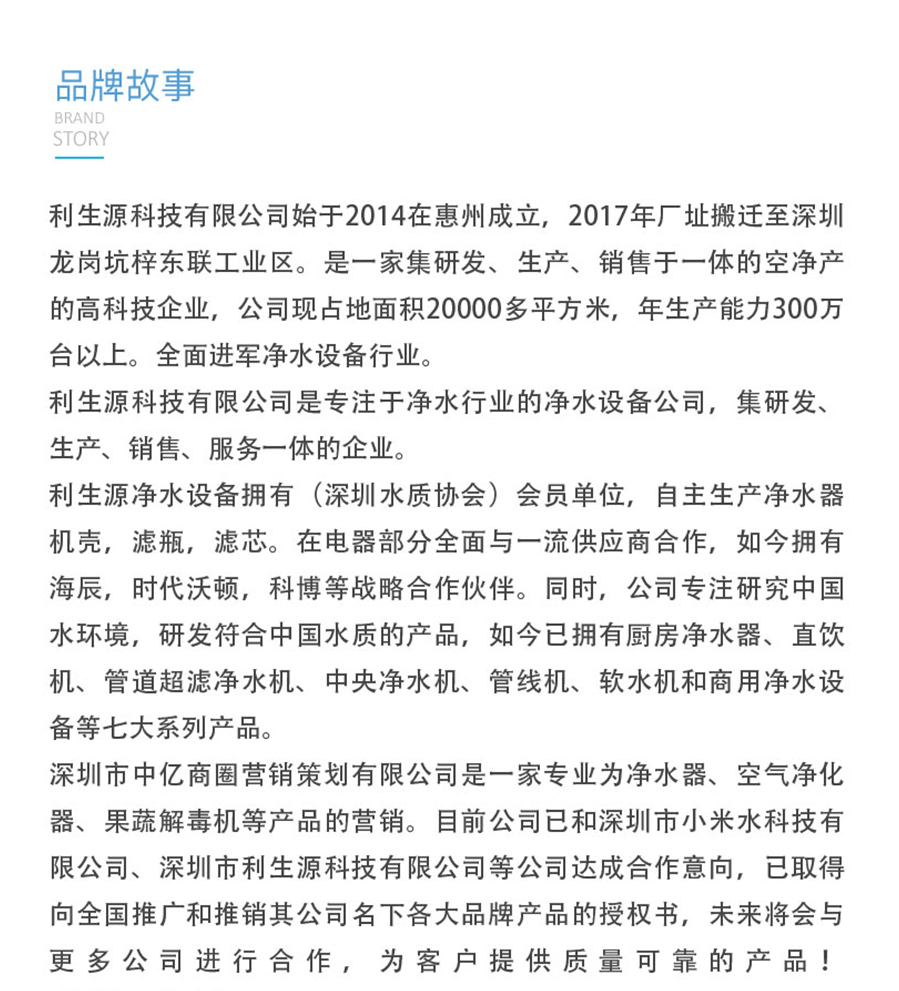 品牌故事
BRAND
STORY
利生源科技有限公司始于2014在惠州成立，2017年厂址搬迁至深圳
龙岗坑梓东联工业区。是一家集研发、生产、销售于一体的空净产
的高科技企业，公司现占地面积20000多平方米，年生产能力300万
台以上。全面进军净水设备行业。
利生源科技有限公司是专注于净水行业的净水设备公司，集研发、
生产、销售、服务一体的企业。
利生源净水设备拥有（深圳水质协会）会员单位，自主生产净水器
机壳，滤瓶，滤芯。在电器部分全面与一流供应商合作，如今拥有
海辰，时代沃顿，科博等战略合作伙伴。同时，公司专注研究中国
水环境，研发符合中国水质的产品，如今已拥有厨房净水器、直饮
机、管道超滤净水机、中央净水机、管线机、软水机和商用净水设
备等七大系列产品。
深圳市中亿商圈营销策划有限公司是一家专业为净水器、空气净化
器、果蔬解毒机等产品的营销。目前公司已和深圳市小米水科技有
限公司、深圳市利生源科技有限公司等公司达成合作意向，已取得
向全国推广和推销其公司名下各大品牌产品的授权书，未来将会与
更多公司进行合作，为客户提供质量可靠的产品！